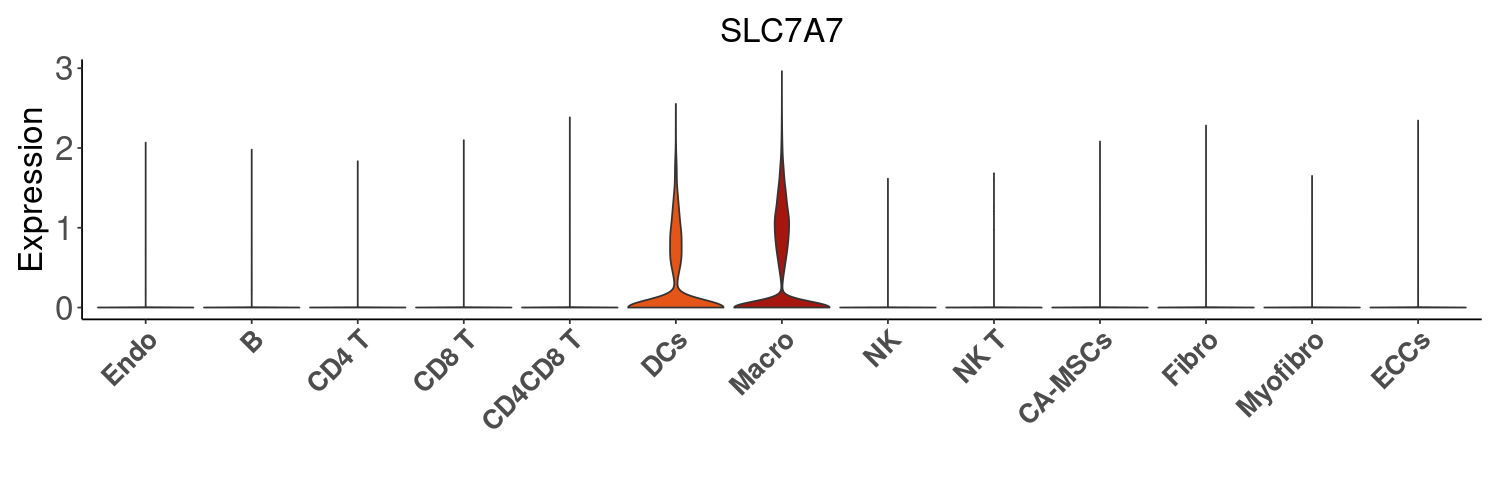 SLC7A7
Expression
3
2
1
0
Endo
B
CD4 T
CD8 T
CD4CD8 T
DCs
Macro
NK
NK T
CA-MSCs
Fibro
Myofibro
ECCs